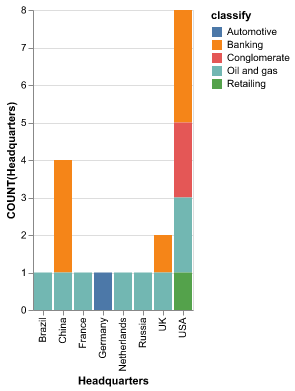 classify
Automotive
Banking
Conglomerate
Oil and gas
Retailing
COUNT(Headquarters)
8
7
6
5
4
3
2
1
0
Brazil
China
France
Germany
Netherlands
Russia
UK
USA
Headquarters